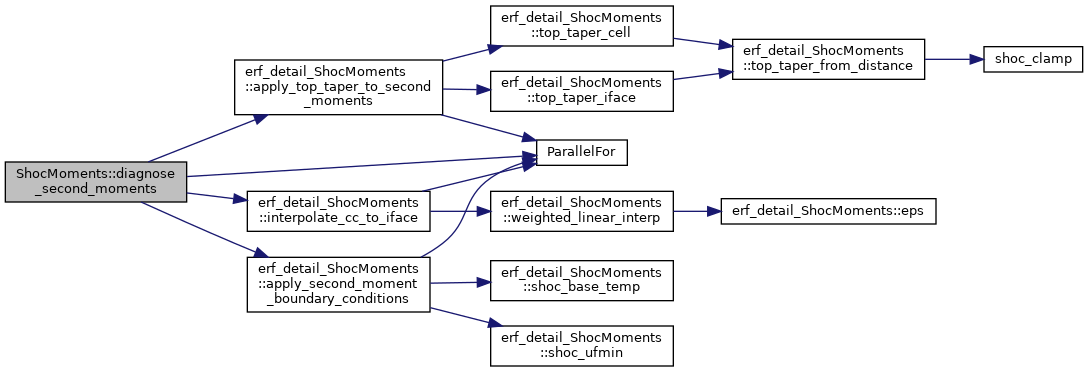 ShocMoments::diagnose
_second_moments
erf_detail_ShocMoments
::apply_top_taper_to_second
_moments
erf_detail_ShocMoments
::interpolate_cc_to_iface
erf_detail_ShocMoments
::apply_second_moment
_boundary_conditions
erf_detail_ShocMoments
::top_taper_cell
erf_detail_ShocMoments
::top_taper_iface
ParallelFor
erf_detail_ShocMoments
::weighted_linear_interp
erf_detail_ShocMoments
::shoc_base_temp
erf_detail_ShocMoments
::shoc_ufmin
erf_detail_ShocMoments
::top_taper_from_distance
erf_detail_ShocMoments::eps
shoc_clamp